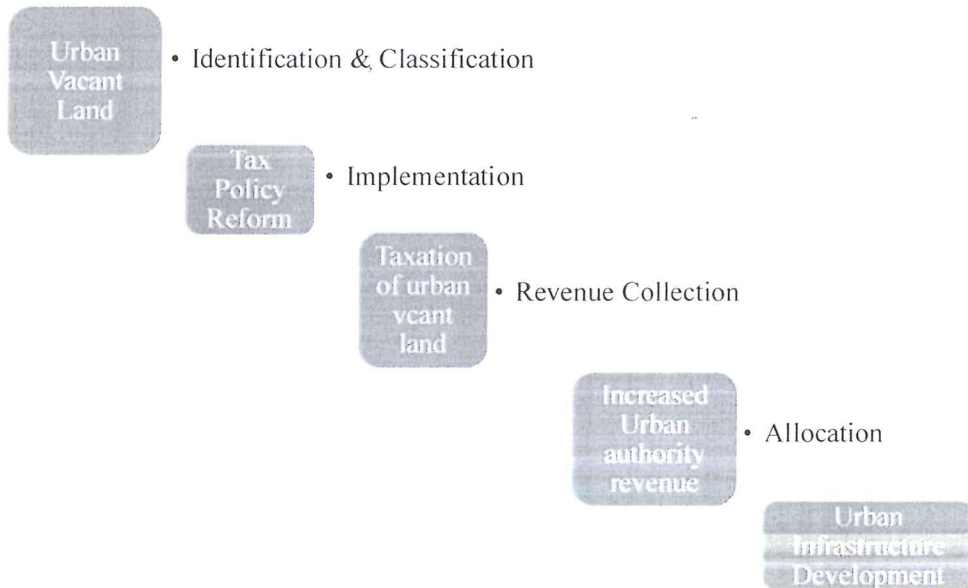 Urban
Vacant
Land
• Identification & Classification
Tax
Policy
Reform
• Implementation
Taxation
of urban
vcant
land
• Revenue Collection
Increased
Urban
authority
revenue
• Allocation
Urban
Infrastructure
Development